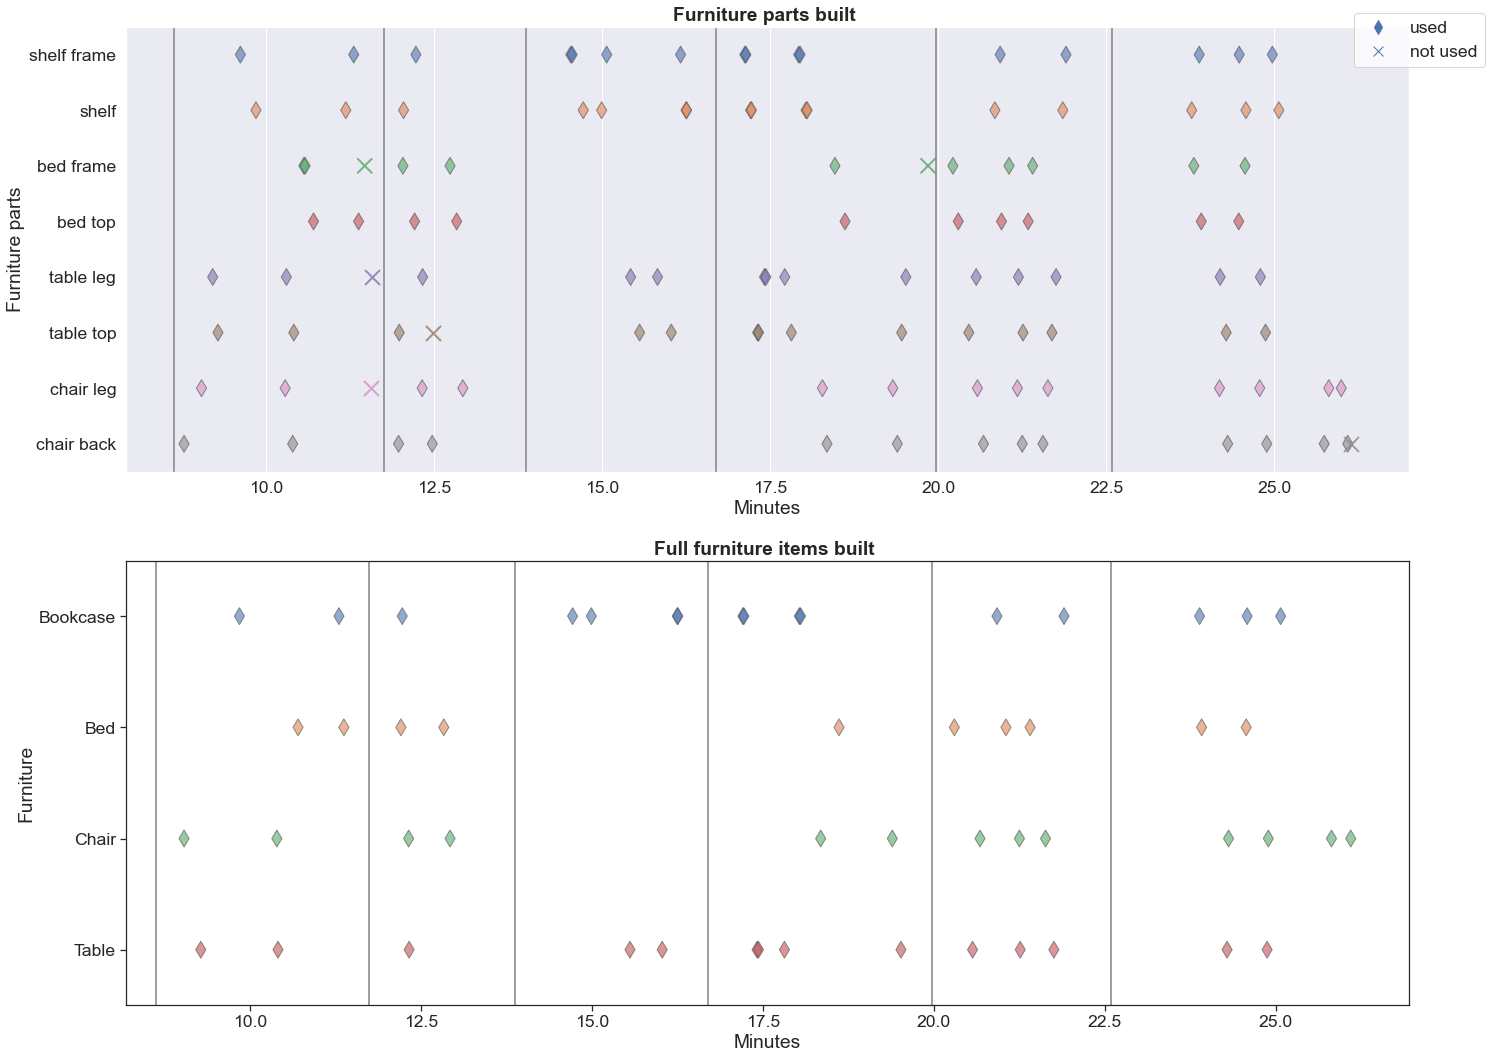 Furniture parts built
used
not used
shelf frame
shelf
bed frame
bed top
table leg
table top
chair leg
chair back
Furniture parts
10.0 12.5 15.0 17.5 20.0 22.5 25.0
Minutes
Full furniture items built
Bookcase
Bed
Chair
Table
Furniture
10.0 12.5 15.0 17.5 20.0 22.5 25.0
Minutes